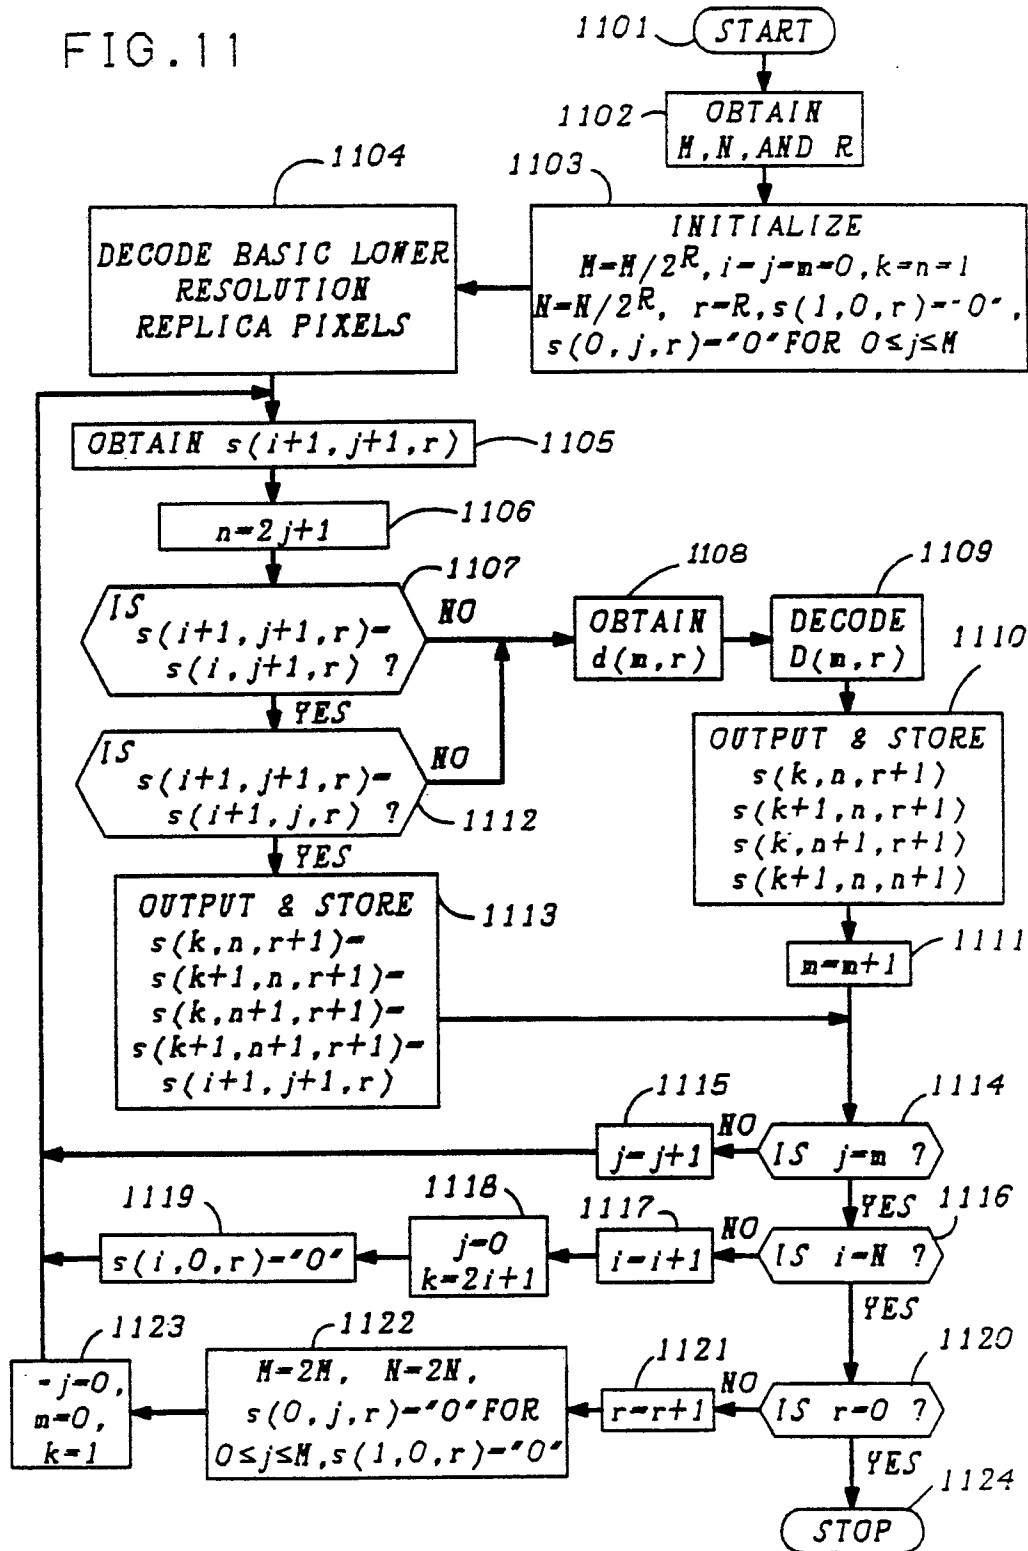 FIG.11
1101
START
1102
OBTAIN
M,N,AND R
1103
INITIALIZE
M=M/2^R, i=j=m=0, k=n=1
N=N/2^R, r=R, s(1,0,r)="0",
s(0,j,r)="0"FOR 0≤j≤M
1104
DECODE BASIC LOWER
RESOLUTION
REPLICA PIXELS
OBTAIN s(i+1,j+1,r)
1105
n=2j+1
1106
1107
IS
s(i+1,j+1,r)=
s(i,j+1,r) ?
NO
YES
1108
OBTAIN
d(m,r)
1109
DECODE
D(m,r)
1110
OUTPUT & STORE
s(k,n,r+1)
s(k+1,n,r+1)
s(k,n+1,r+1)
s(k+1,n,n+1)
IS
s(i+1,j+1,r)=
s(i+1,j,r) ?
NO
1112
YES
1111
m=m+1
OUTPUT & STORE
s(k,n,r+1)=
s(k+1,n,r+1)=
s(k,n+1,r+1)=
s(k+1,n+1,r+1)=
s(i+1,j+1,r)
1113
1114
IS j=m ?
NO
YES
1115
j=j+1
1116
IS i=N ?
NO
YES
1117
i=i+1
1118
j=0
k=2i+1
1119
s(i,0,r)="0"
1120
IS r=0 ?
NO
YES
1121
r=r+1
1122
M=2M, N=2N,
s(0,j,r)="0"FOR
0≤j≤M,s(1,0,r)="0"
1123
-j=0,
m=0,
k=1
1124
STOP